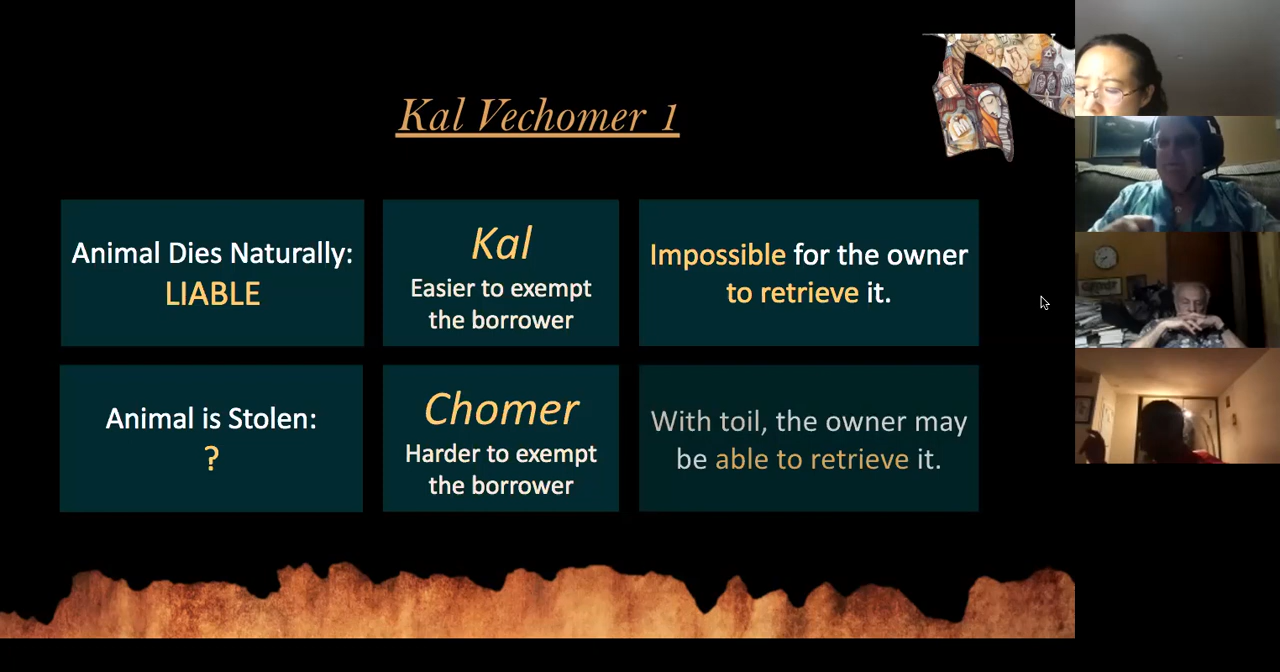 Kal Vechomer 1
Animal Dies Naturally:
LIABLE
Kal
Easier to exempt
the borrower
Impossible for the owner
to retrieve it.
Animal is Stolen:
?
Chomer
Harder to exempt
the borrower
With toil, the owner may
be able to retrieve it.